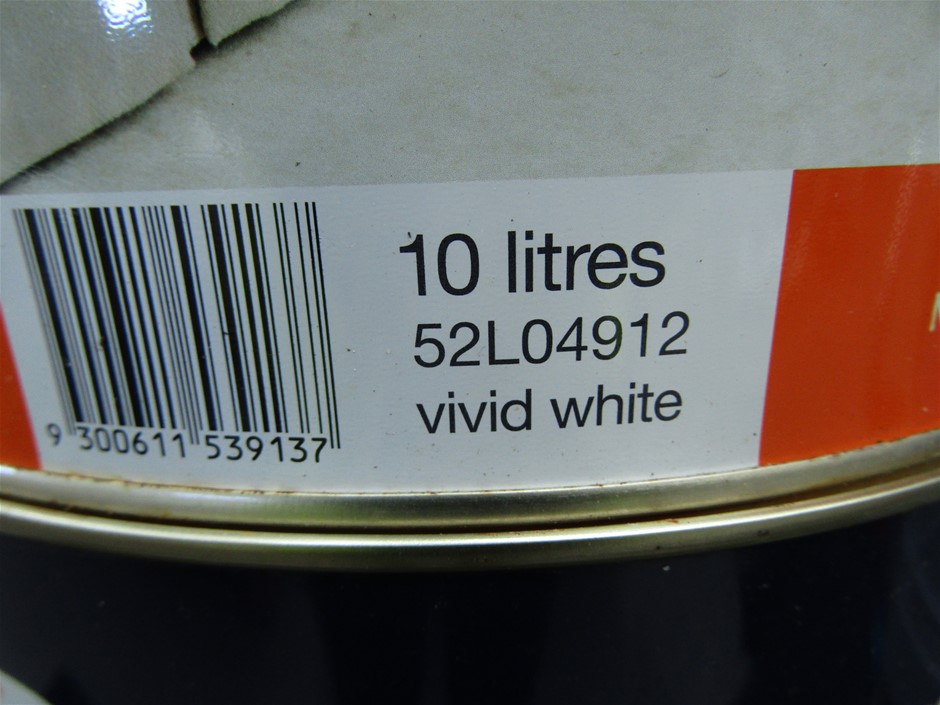 10 litres
52L04912
vivid white
9 300611 539137